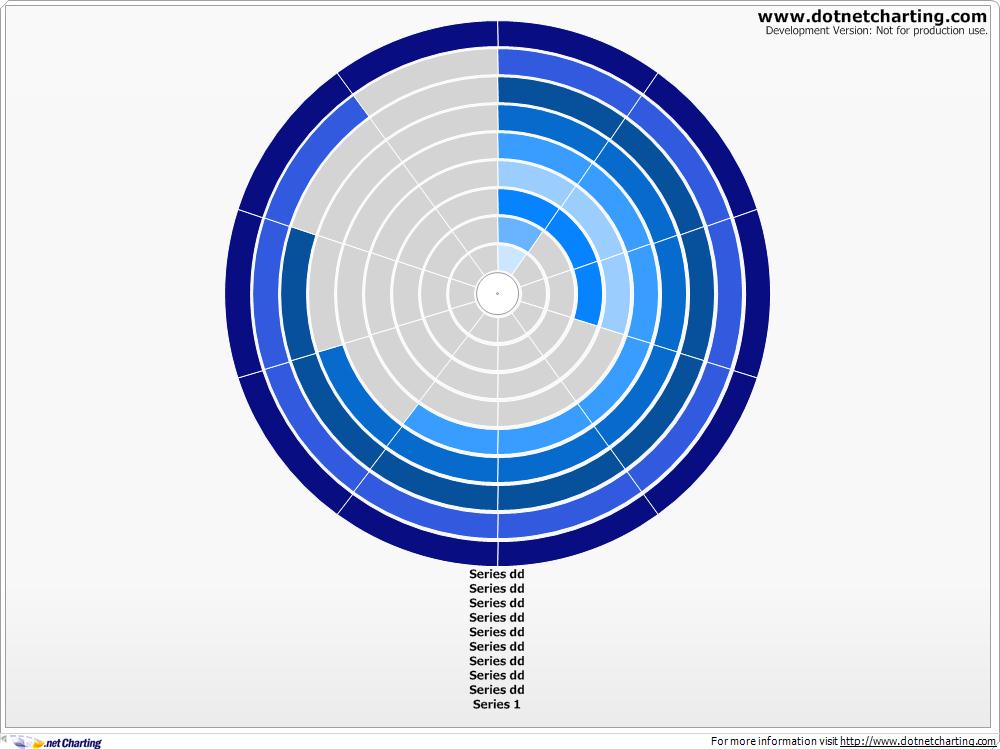 www.dotnetcharting.com
Development Version: Not for production use.
Series dd
Series dd
Series dd
Series dd
Series dd
Series dd
Series dd
Series dd
Series dd
Series 1
.net Charting
For more information visit http://www.dotnetcharting.com